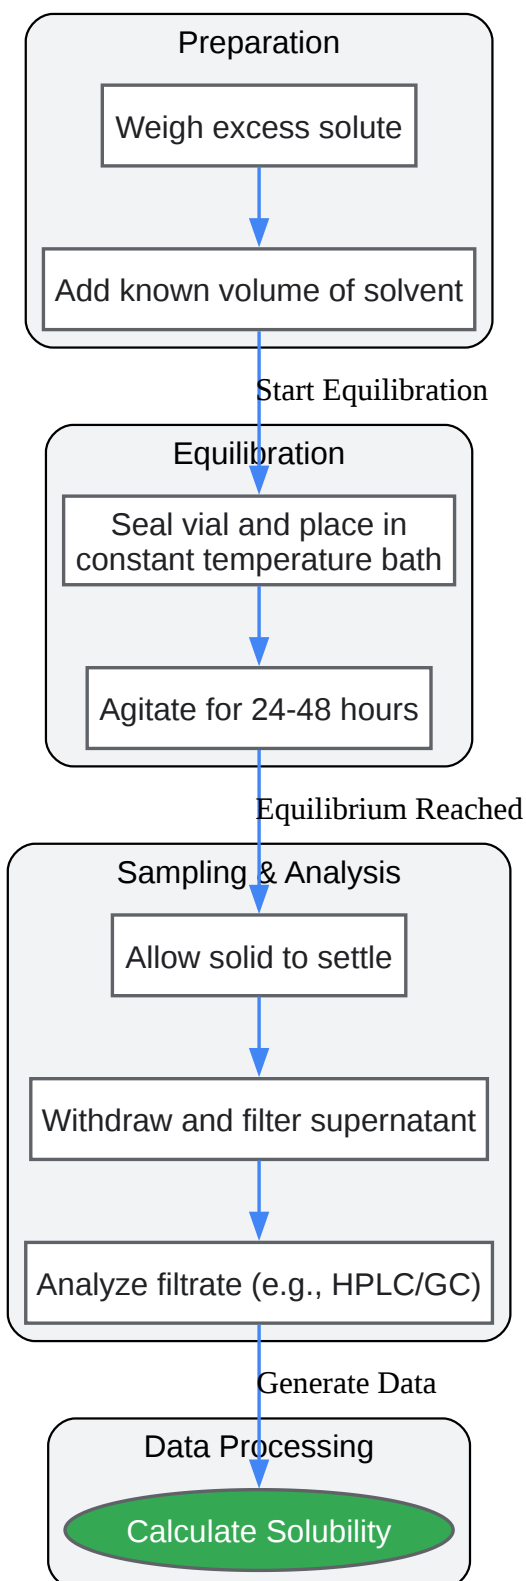 Preparation
Weigh excess solute
Add known volume of solvent
Start Equilibration
Equilibration
Seal vial and place in
constant temperature bath
Agitate for 24-48 hours
Equilibrium Reached
Sampling & Analysis
Allow solid to settle
Withdraw and filter supernatant
Analyze filtrate (e.g., HPLC/GC)
Generate Data
Data Processing
Calculate Solubility